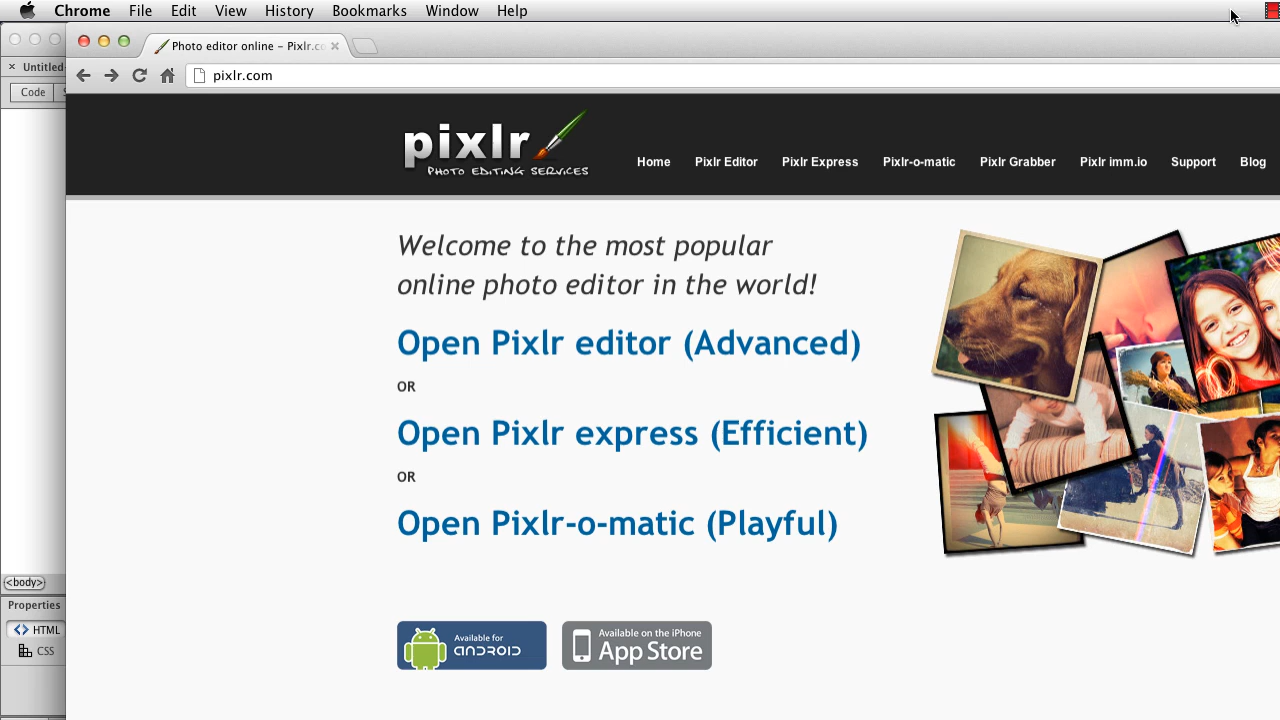 Chrome File Edit View History Bookmarks Window Help
Photo editor online – Pixlr.c
Untitled-
pixlr.com
Code
pixlr
PHOTO EDITING SERVICES
Home Pixlr Editor Pixlr Express Pixlr-o-matic Pixlr Grabber Pixlr imm.io Support Blog
Welcome to the most popular
online photo editor in the world!
Open Pixlr editor (Advanced)
OR
Open Pixlr express (Efficient)
OR
Open Pixlr-o-matic (Playful)
<body>
Properties
HTML
CSS
Available for
ANDROID
Available on the iPhone
App Store